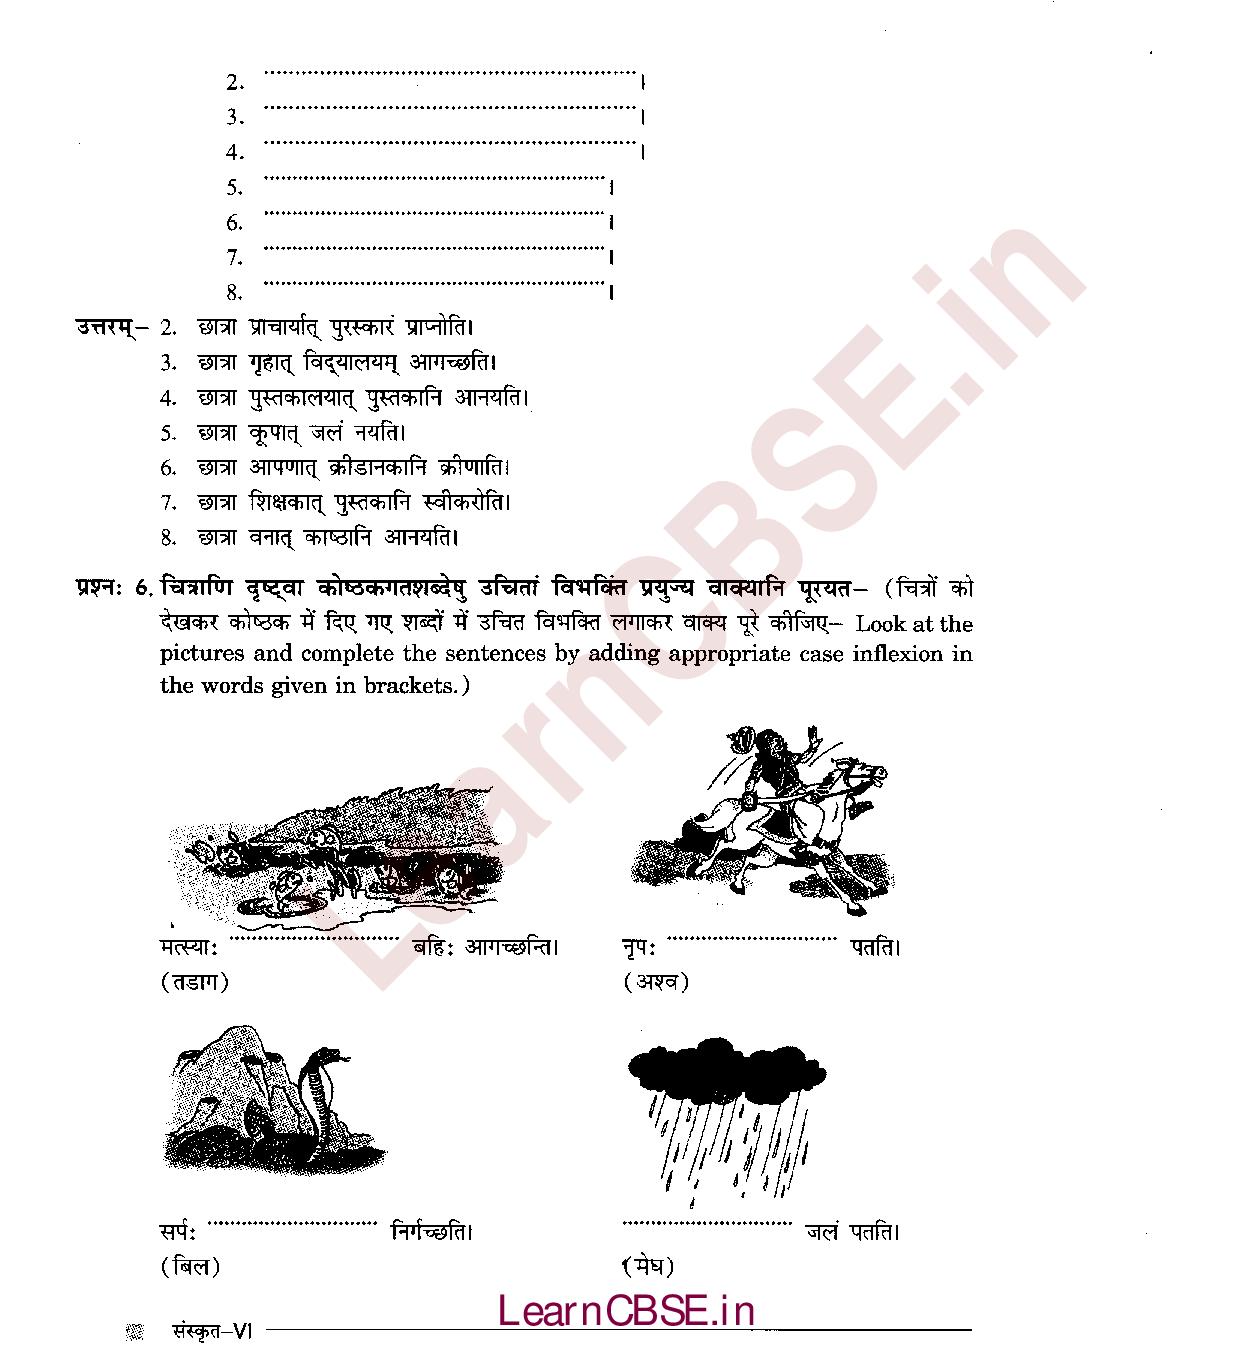 2. ...................................................................।
3. ...................................................................।
4. ...................................................................।
5. .............................................................।
6. .............................................................।
7. .............................................................।
8. .............................................................।
उत्तरम्– 2. छात्रा प्राचार्यात् पुरस्कारं प्राप्नोति।
3. छात्रा गृहात् विद्यालयम् आगच्छति।
4. छात्रा पुस्तकालयात् पुस्तकानि आनयति।
5. छात्रा कूपात् जलं नयति।
6. छात्रा आपणात् क्रीडानकानि क्रीणाति।
7. छात्रा शिक्षकात् पुस्तकानि स्वीकरोति।
8. छात्रा वनात् काष्ठानि आनयति।
प्रश्न: 6. चित्राणि दृष्ट्वा कोष्ठकगतशब्देषु उचितां विभक्तिं प्रयुज्य वाक्यानि पूरयत– (चित्रों को
देखकर कोष्ठक में दिए गए शब्दों में उचित विभक्ति लगाकर वाक्य पूरे कीजिए– Look at the
pictures and complete the sentences by adding appropriate case inflexion in
the words given in brackets.)
मत्स्या: .............................. बहि: आगच्छन्ति।
(तडाग)
नृप: .............................. पतति।
(अश्व)
सर्प: .............................. निर्गच्छति।
(बिल)
.............................. जलं पतति।
(मेघ)
LearnCBSE.in
संस्कृत–VI
LearnCBSE.in